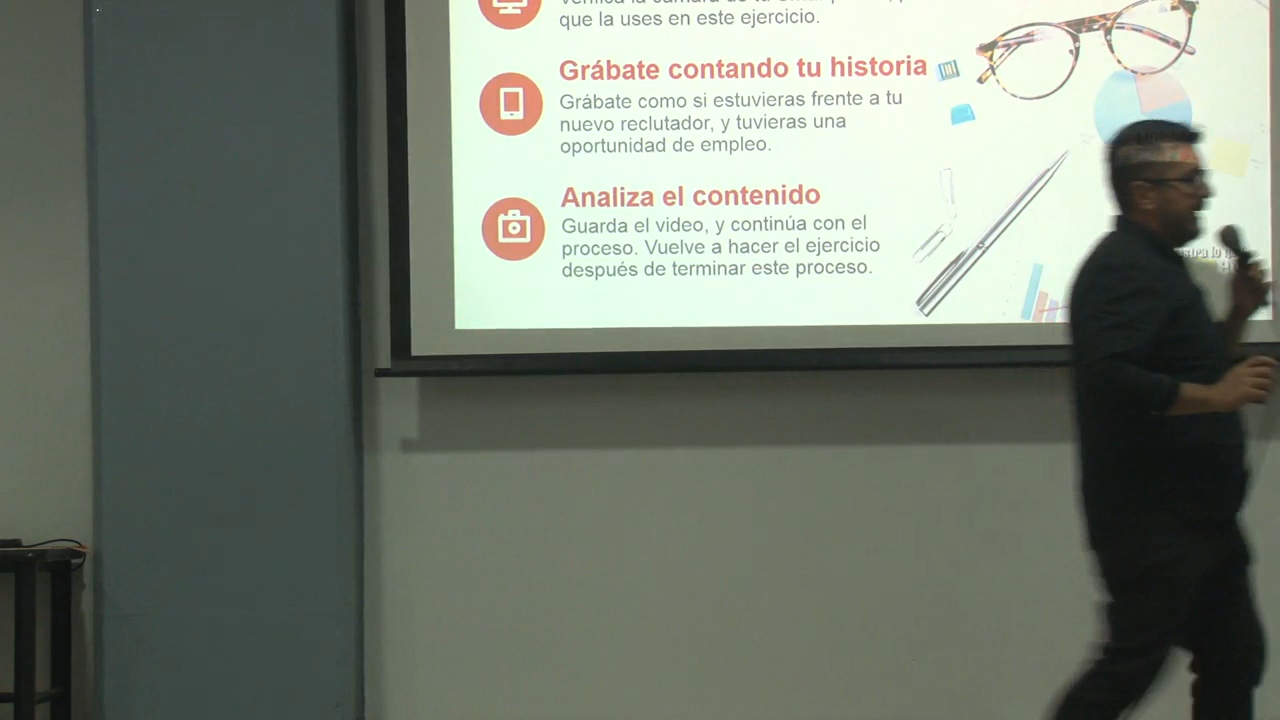 que la uses en este ejercicio.
Grábate contando tu historia
Grábate como si estuvieras frente a tu
nuevo reclutador, y tuvieras una
oportunidad de empleo.
Analiza el contenido
Guarda el video, y continúa con el
proceso. Vuelve a hacer el ejercicio
después de terminar este proceso.